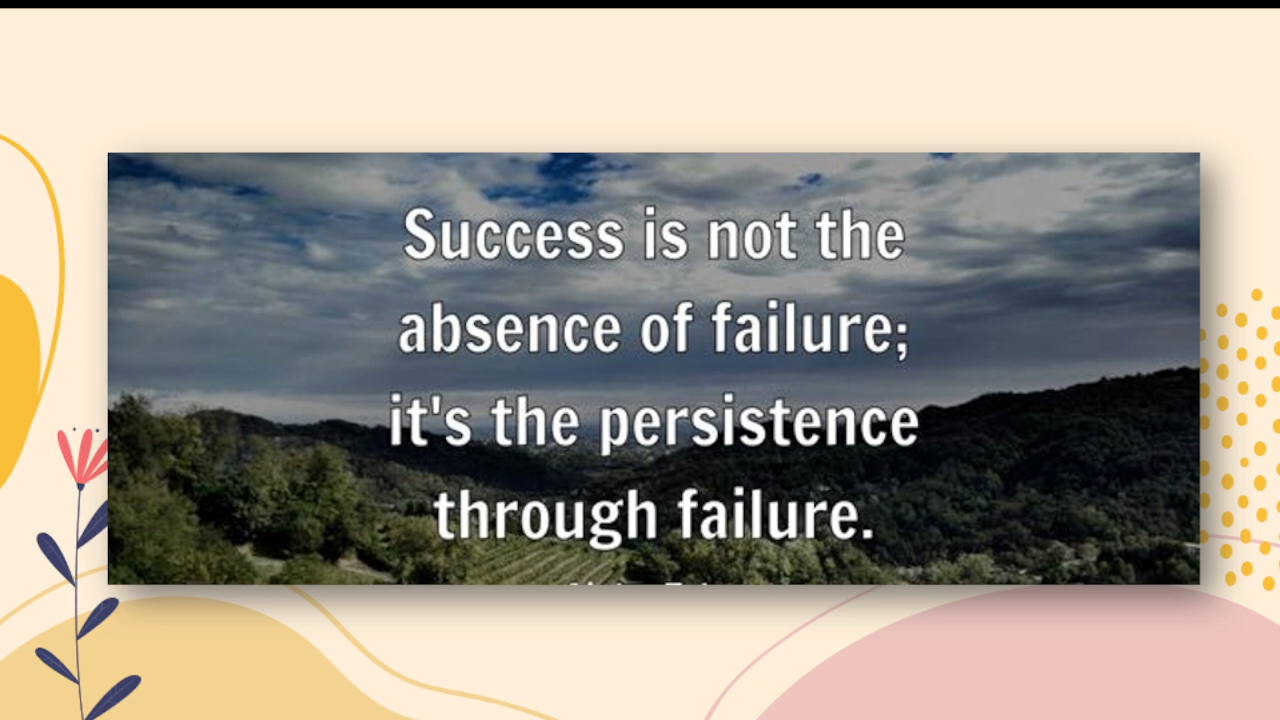 Success is not the
absence of failure;
it's the persistence
through failure.